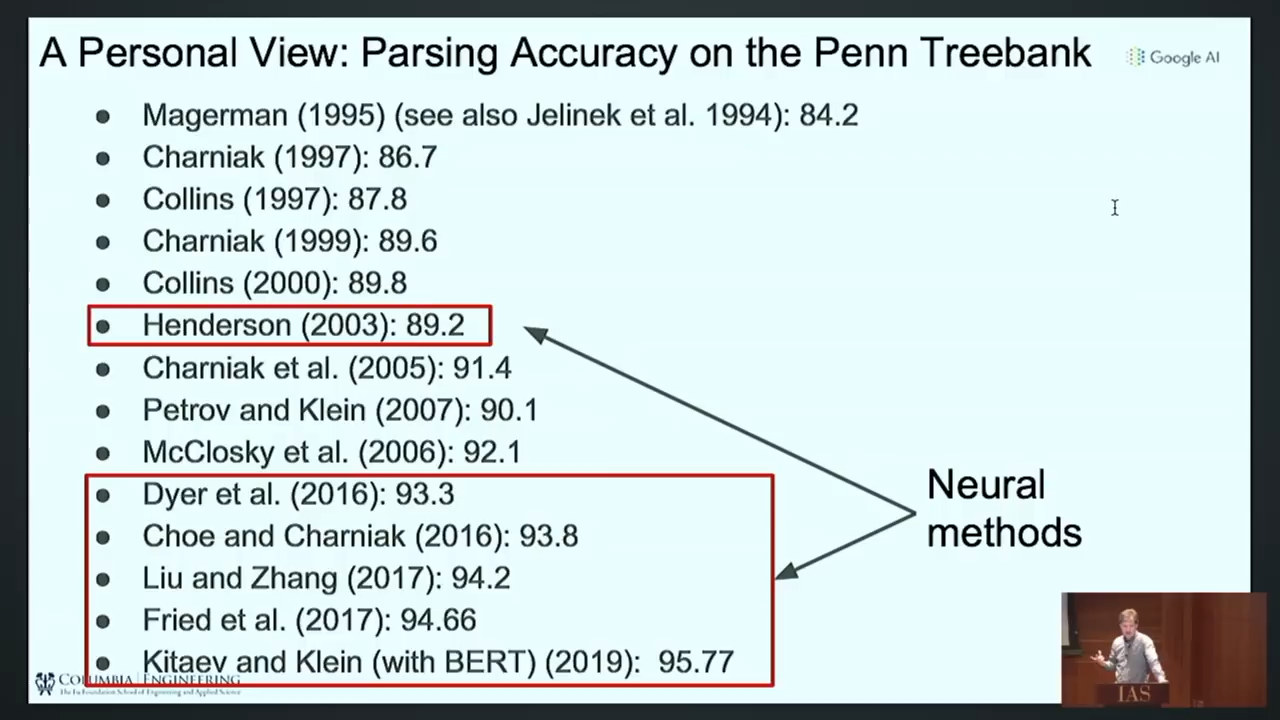 A Personal View: Parsing Accuracy on the Penn Treebank
Google AI
Magerman (1995) (see also Jelinek et al. 1994): 84.2
Charniak (1997): 86.7
Collins (1997): 87.8
Charniak (1999): 89.6
Collins (2000): 89.8
Henderson (2003): 89.2
Charniak et al. (2005): 91.4
Petrov and Klein (2007): 90.1
McClosky et al. (2006): 92.1
Dyer et al. (2016): 93.3
Choe and Charniak (2016): 93.8
Liu and Zhang (2017): 94.2
Fried et al. (2017): 94.66
Kitaev and Klein (with BERT) (2019): 95.77
Neural
methods
COLUMBIA | ENGINEERING
The Fu Foundation School of Engineering and Applied Science
IAS